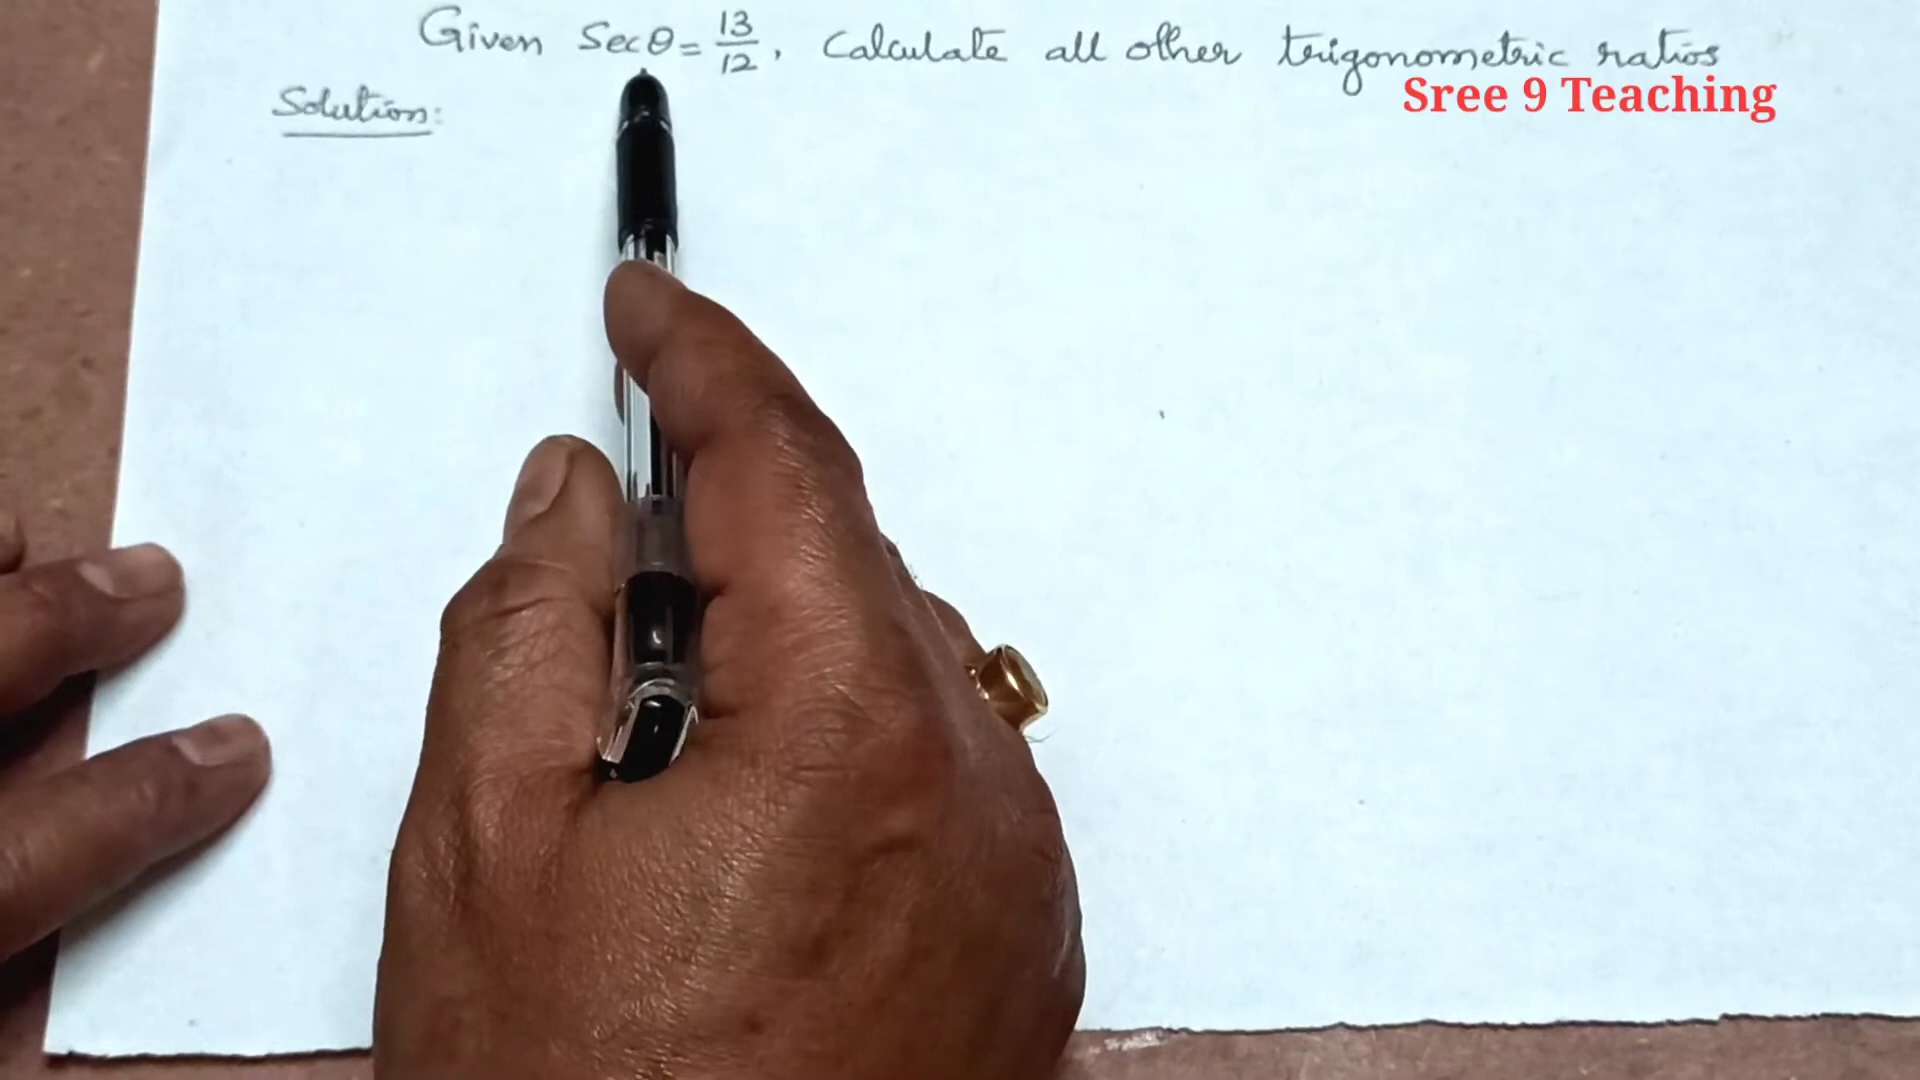 Given Secθ = 13/12, Calculate all other trigonometric ratios
Sree 9 Teaching
Solution: